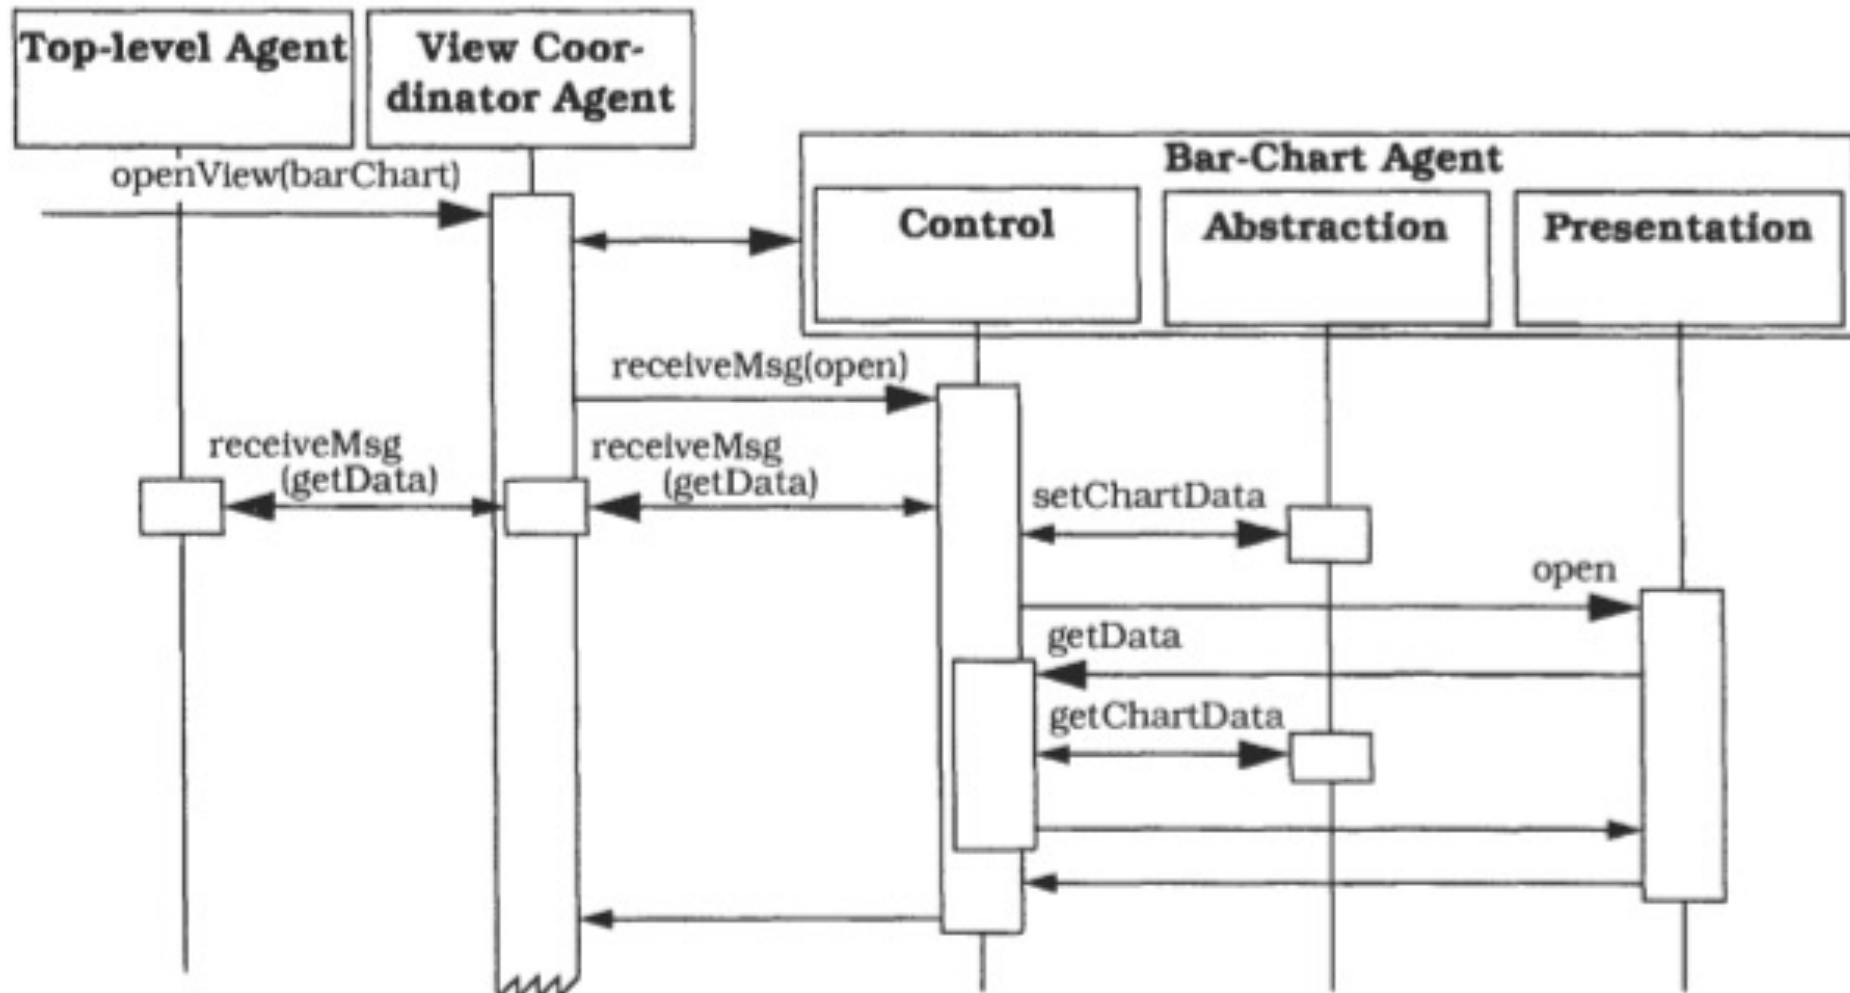 Top-level Agent
View Coor-
dinator Agent
Bar-Chart Agent
openView(barChart)
Control
Abstraction
Presentation
receiveMsg(open)
receiveMsg
(getData)
receiveMsg
(getData)
setChartData
open
getData
getChartData